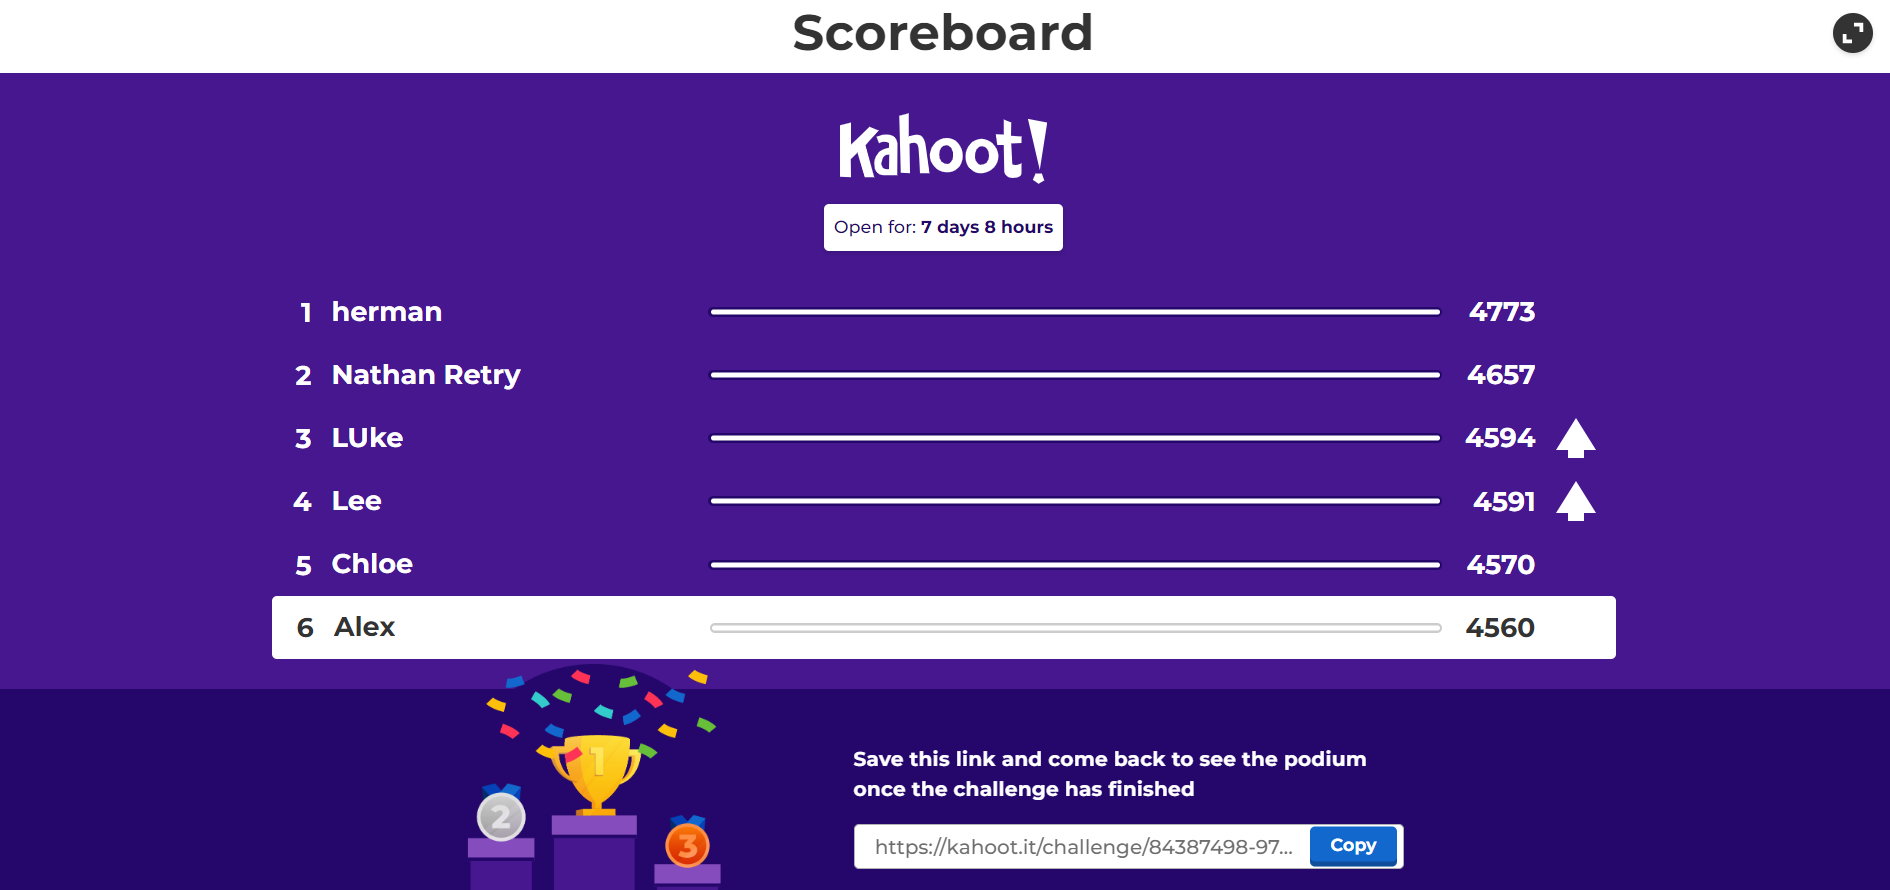 Scoreboard
Kahoot!
Open for: 7 days 8 hours
1 herman 4773
2 Nathan Retry 4657
3 LUke 4594
4 Lee 4591
5 Chloe 4570
6 Alex 4560
1
2
3
Save this link and come back to see the podium
once the challenge has finished
https://kahoot.it/challenge/84387498-97... Copy